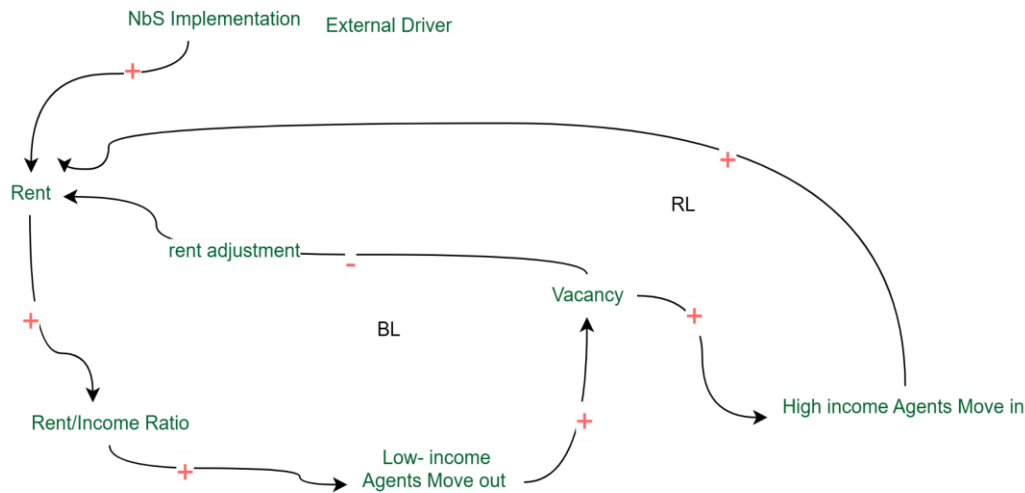 NbS Implementation
External Driver
+
+
Rent
RL
rent adjustment
-
Vacancy
+
+
BL
High income Agents Move in
Rent/Income Ratio
+
+
Low- income
Agents Move out